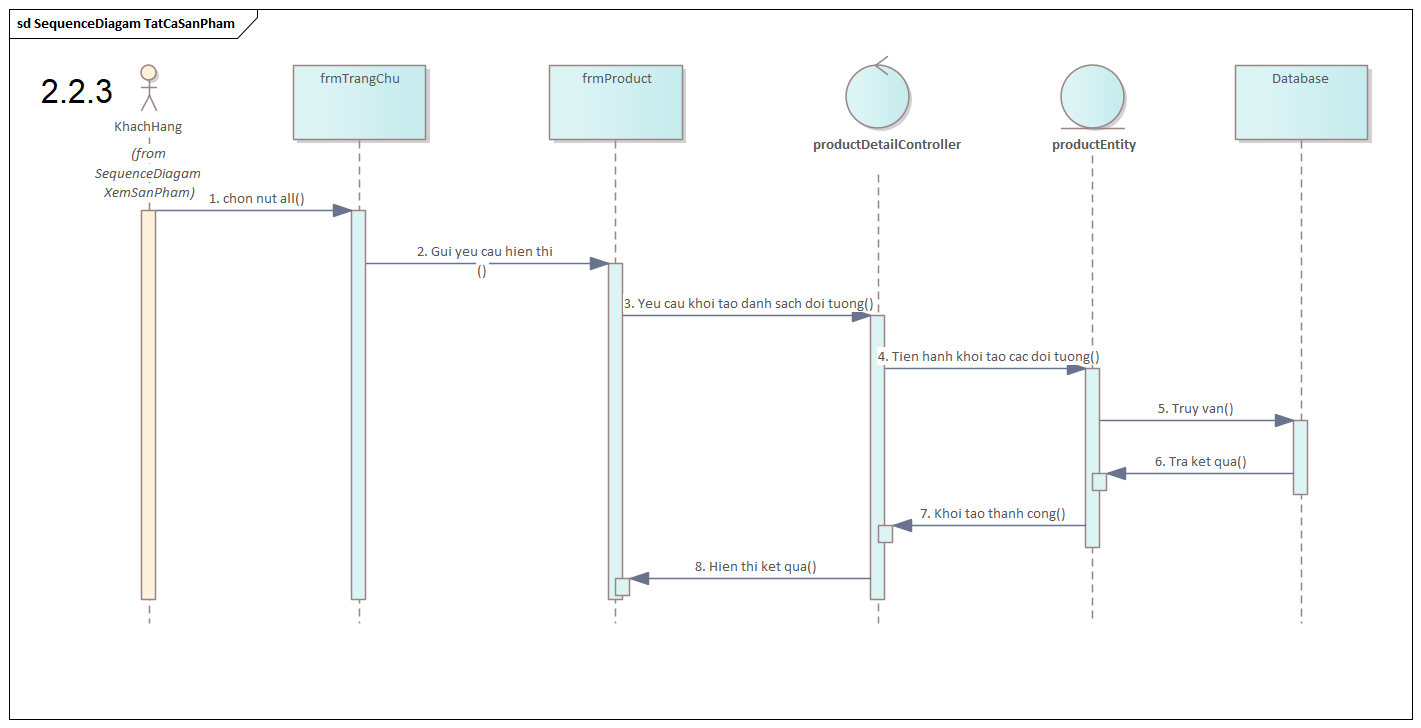 sd SequenceDiagam TatCaSanPham
2.2.3
KhachHang
(from
SequenceDiagam
XemSanPham)
frmTrangChu
frmProduct
productDetailController
productEntity
Database
1. chon nut all()
2. Gui yeu cau hien thi
()
3. Yeu cau khoi tao danh sach doi tuong()
4. Tien hanh khoi tao cac doi tuong()
5. Truy van()
6. Tra ket qua()
7. Khoi tao thanh cong()
8. Hien thi ket qua()